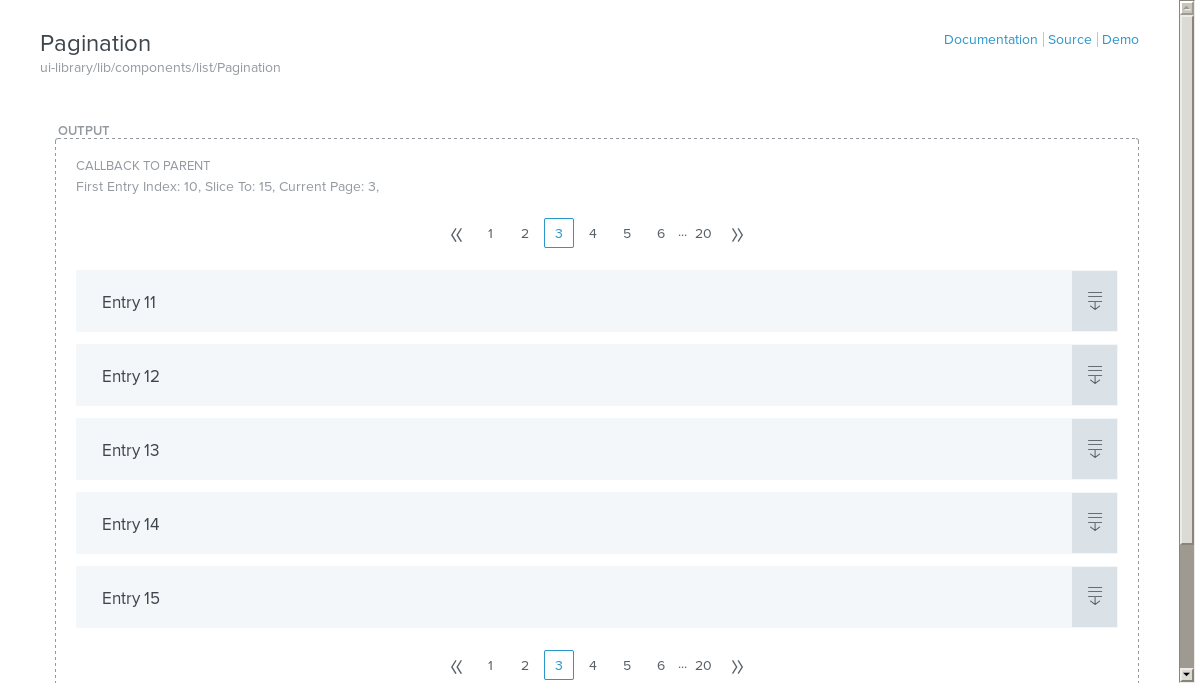 Pagination
Documentation Source Demo
ui-library/lib/components/list/Pagination
OUTPUT
CALLBACK TO PARENT
First Entry Index: 10, Slice To: 15, Current Page: 3,
« 1 2 3 4 5 6 ... 20 »
Entry 11
Entry 12
Entry 13
Entry 14
Entry 15
« 1 2 3 4 5 6 ... 20 »